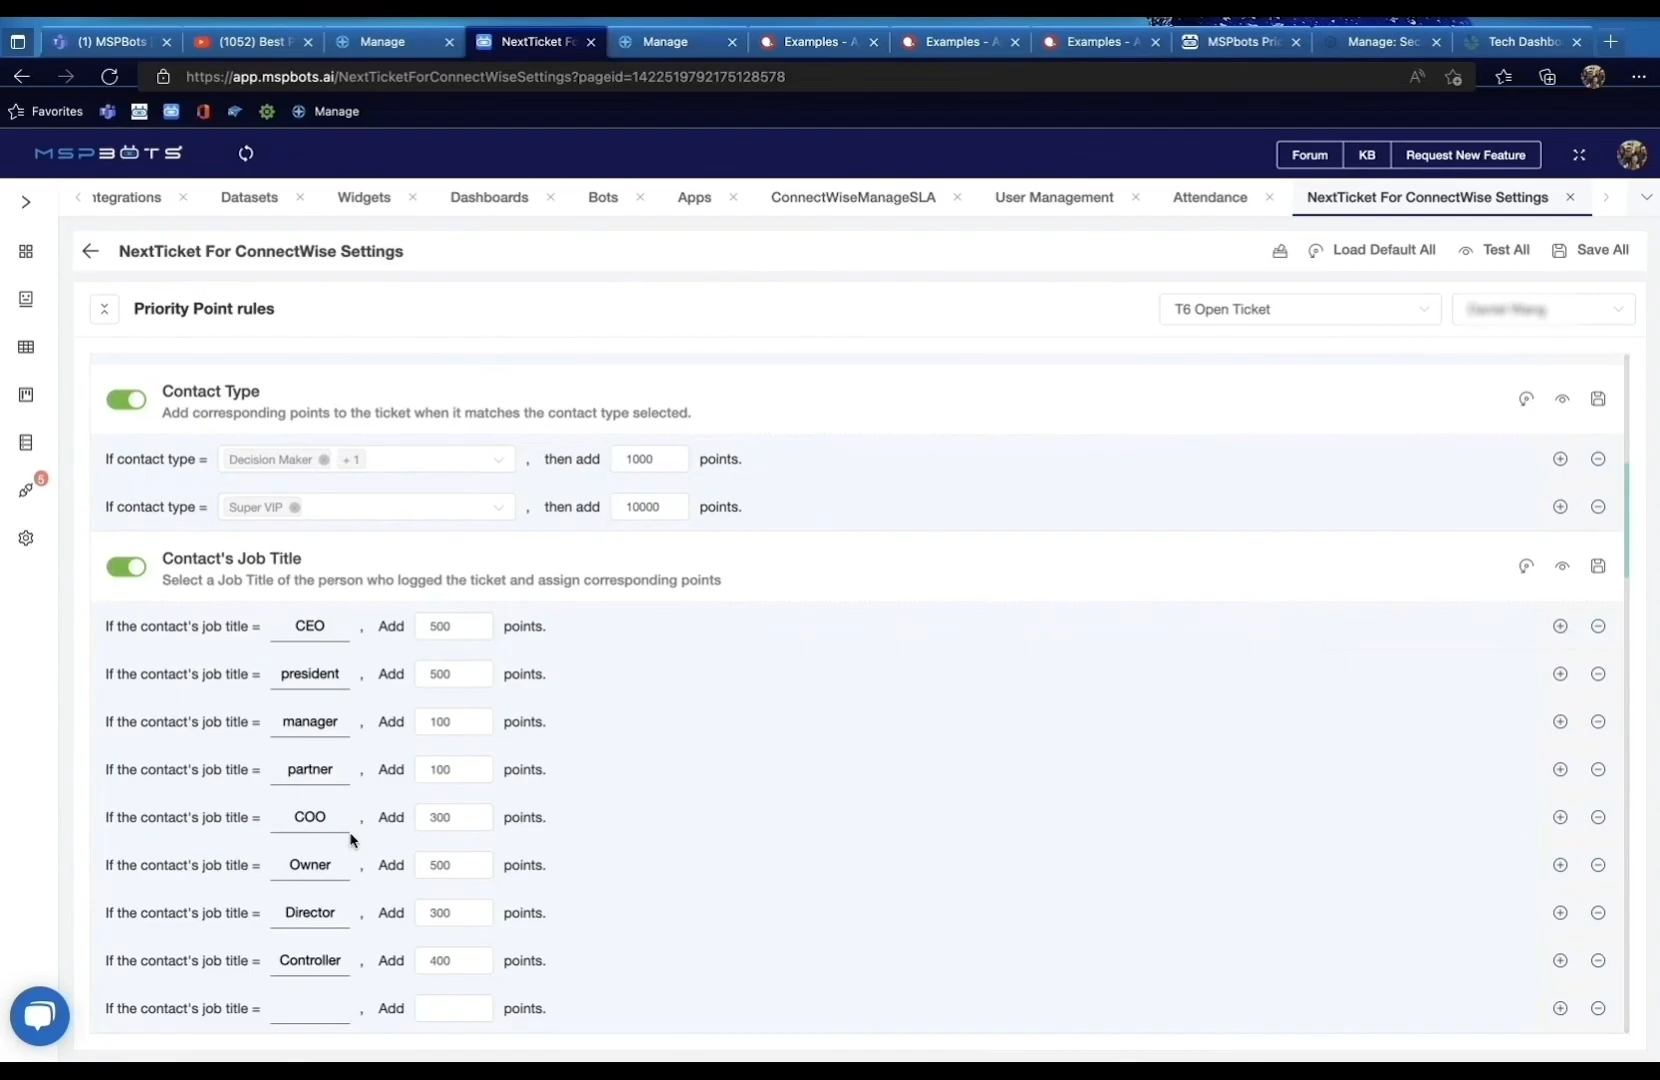 (1) MSPBots
(1052) Best P
Manage
NextTicket Fo
Manage
Examples - A
Examples - A
Examples - A
MSPbots Pric
Manage: Sec
Tech Dashbo
https://app.mspbots.ai/NextTicketForConnectWiseSettings?pageid=1422519792175128578
Favorites
Manage
MSPBOTS
Forum
KB
Request New Feature
ntegrations
Datasets
Widgets
Dashboards
Bots
Apps
ConnectWiseManageSLA
User Management
Attendance
NextTicket For ConnectWise Settings
NextTicket For ConnectWise Settings
Load Default All
Test All
Save All
Priority Point rules
T6 Open Ticket
Contact Type
Add corresponding points to the ticket when it matches the contact type selected.
If contact type = Decision Maker + 1 , then add 1000 points.
If contact type = Super VIP , then add 10000 points.
Contact's Job Title
Select a Job Title of the person who logged the ticket and assign corresponding points
If the contact's job title = CEO , Add 500 points.
If the contact's job title = president , Add 500 points.
If the contact's job title = manager , Add 100 points.
If the contact's job title = partner , Add 100 points.
If the contact's job title = COO , Add 300 points.
If the contact's job title = Owner , Add 500 points.
If the contact's job title = Director , Add 300 points.
If the contact's job title = Controller , Add 400 points.
If the contact's job title = , Add points.
5